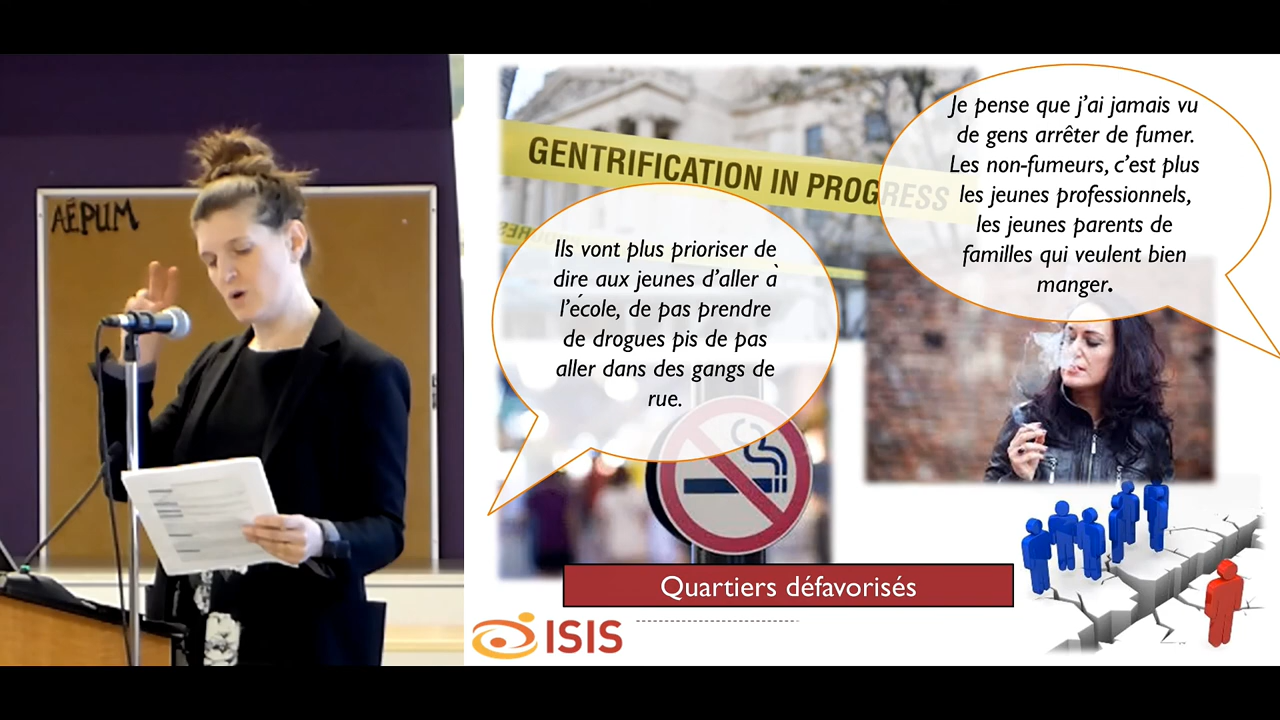 AÉPUM
GENTRIFICATION IN PROGRESS
Je pense que j'ai jamais vu
de gens arrêter de fumer.
Les non-fumeurs, c'est plus
les jeunes professionnels,
les jeunes parents de
familles qui veulent bien
manger.
Ils vont plus prioriser de
dire aux jeunes d'aller à
l'école, de pas prendre
de drogues pis de pas
aller dans des gangs de
rue.
Quartiers défavorisés
ISIS